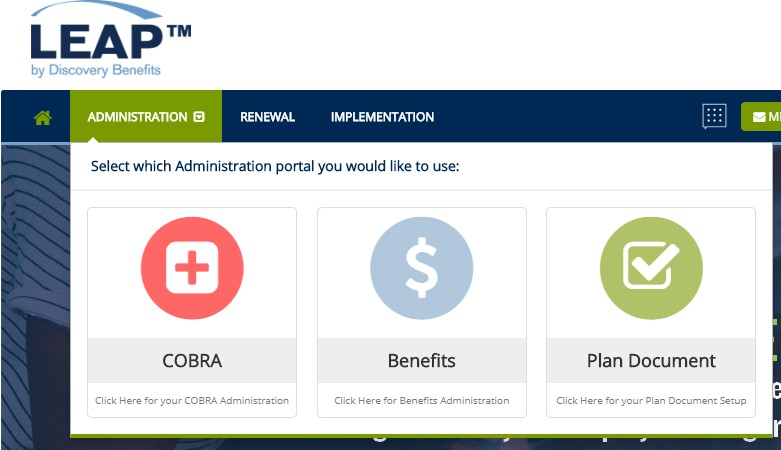 LEAP™
by Discovery Benefits
ADMINISTRATION
RENEWAL
IMPLEMENTATION
Select which Administration portal you would like to use:
COBRA
Benefits
Plan Document
Click Here for your COBRA Administration
Click Here for Benefits Administration
Click Here for your Plan Document Setup